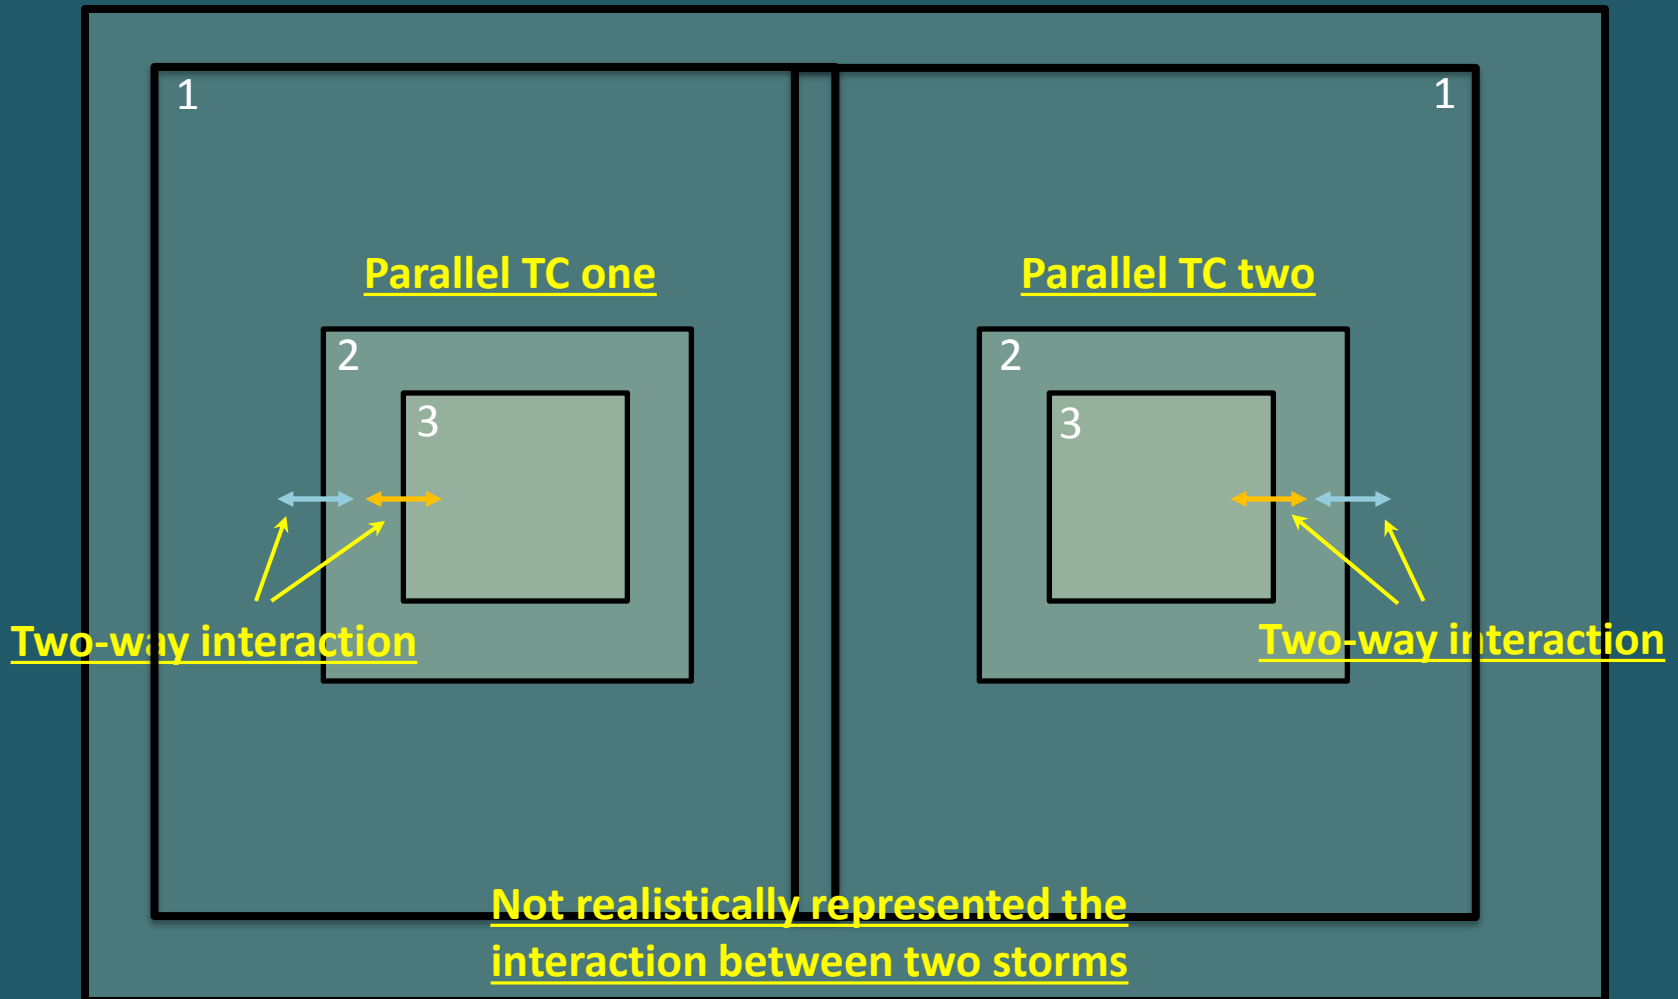 1
1
Parallel TC one
Parallel TC two
2
2
3
3
Two-way interaction
Two-way interaction
Not realistically represented the
interaction between two storms